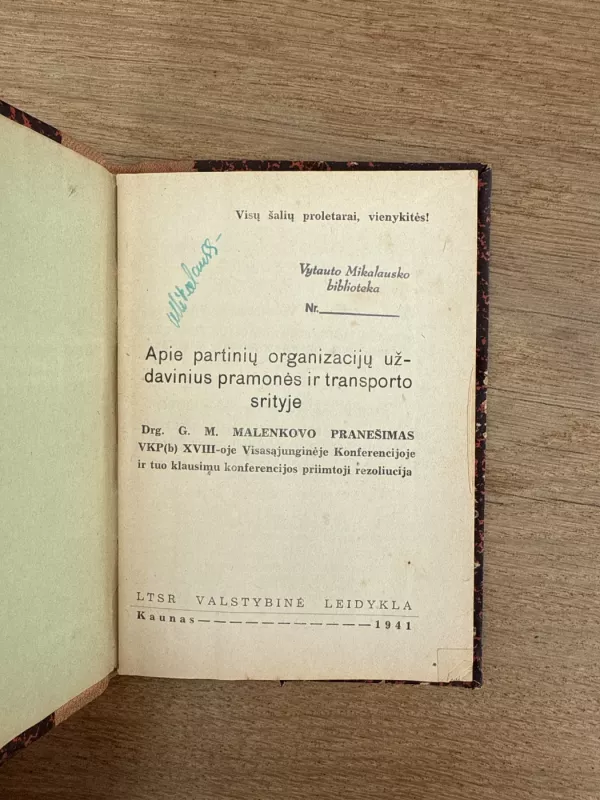 Visų šalių proletarai, vienykitės!
Vytauto Mikalausko
biblioteka
Nr.
Apie partinių organizacijų už-
davinius pramonės ir transporto
srityje
Drg. G. M. MALENKOVO PRANEŠIMAS
VKP(b) XVIII-oje Visasąjunginėje Konferencijoje
ir tuo klausimu konferencijos priimtoji rezoliucija
LTSR VALSTYBINĖ LEIDYKLA
Kaunas — 1941